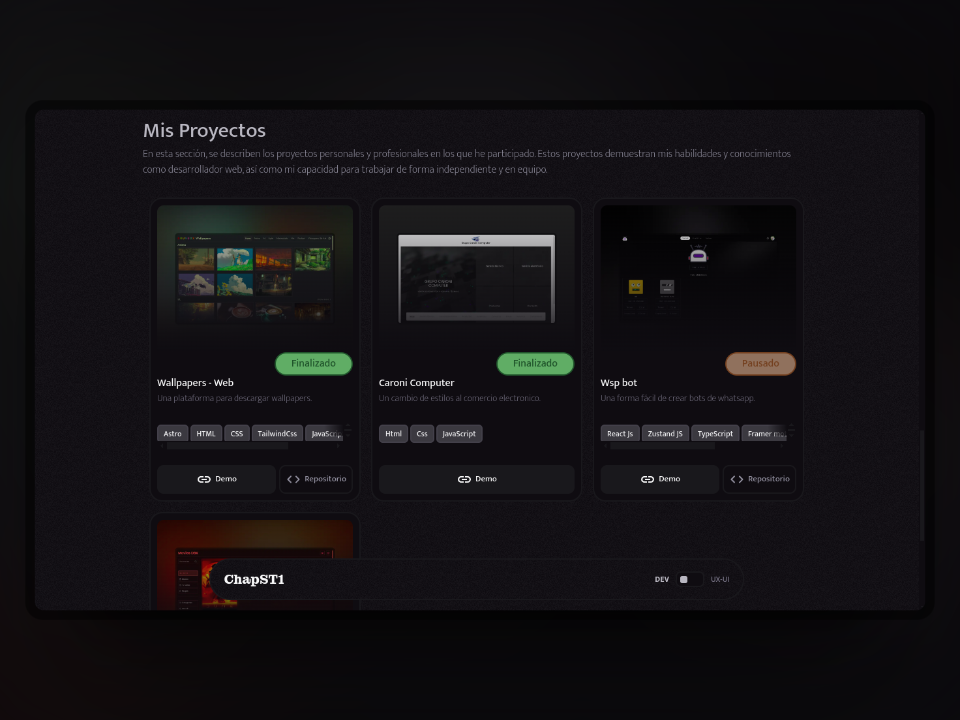 Mis Proyectos
En esta sección, se describen los proyectos personales y profesionales en los que he participado. Estos proyectos demuestran mis habilidades y conocimientos
como desarrollador web, así como mi capacidad para trabajar de forma independiente y en equipo.
Finalizado
Wallpapers - Web
Una plataforma para descargar wallpapers.
Astro HTML CSS TailwindCss JavaScrip
Demo Repositorio
Finalizado
Caroni Computer
Un cambio de estilos al comercio electronico.
Html Css JavaScript
Demo
Pausado
Wsp bot
Una forma fácil de crear bots de whatsapp.
React Js Zustand JS TypeScript Framer
Demo Repositorio
ChapST1
DEV UX-UI